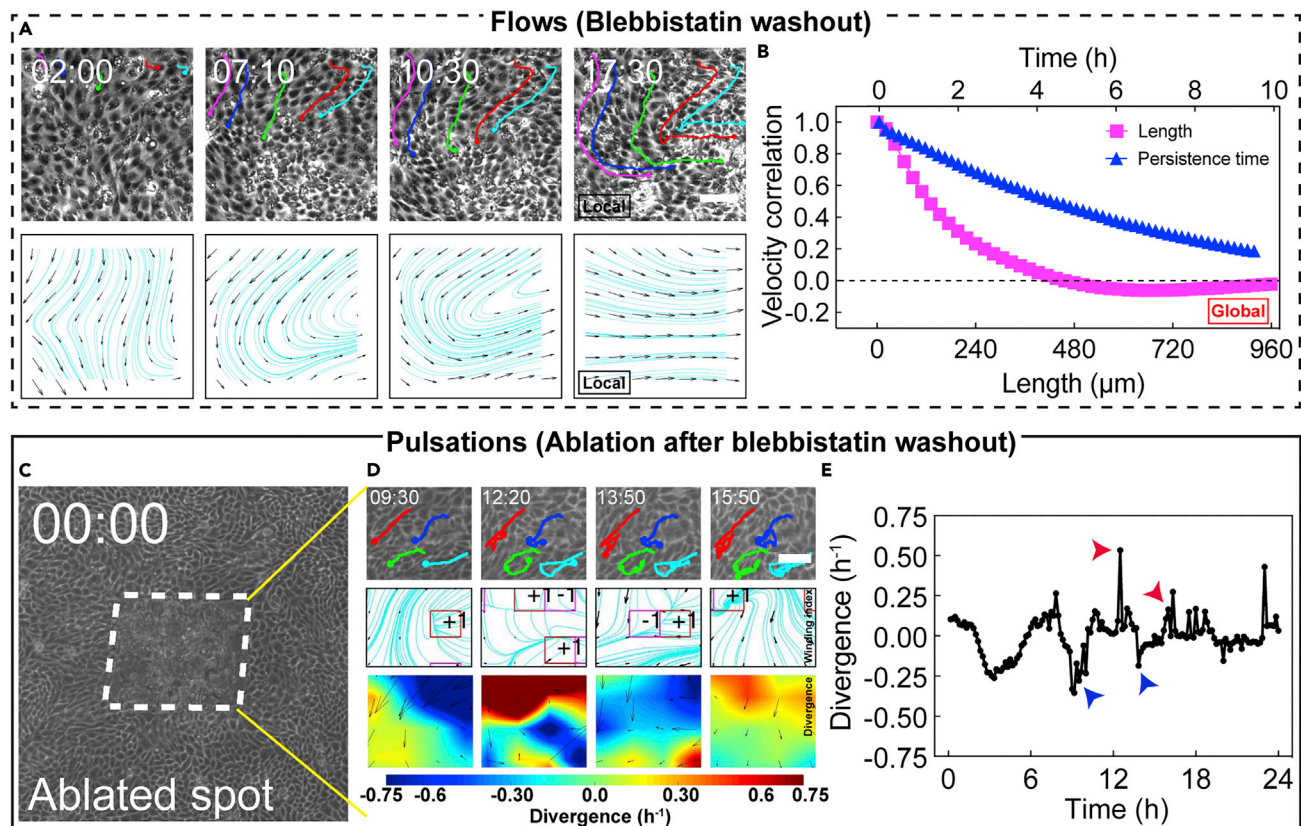 Flows (Blebbistatin washout)
A
02:00
07:10
10:30
17:30
Local
Local
B
Time (h)
0 2 4 6 8 10
Velocity correlation
1.0
0.8
0.6
0.4
0.2
0.0
-0.2
Length
Persistence time
Global
0 240 480 720 960
Length (µm)
Pulsations (Ablation after blebbistatin washout)
C
00:00
Ablated spot
D
09:30
12:20
13:50
15:50
+1
+1 -1
+1
-1 +1
+1
Winding index
Divergence
-0.75 -0.6 -0.30 0.0 0.30 0.75
Divergence (h⁻¹)
E
Divergence (h⁻¹)
0.75
0.50
0.25
0.00
-0.25
-0.50
-0.75
0 6 12 18 24
Time (h)